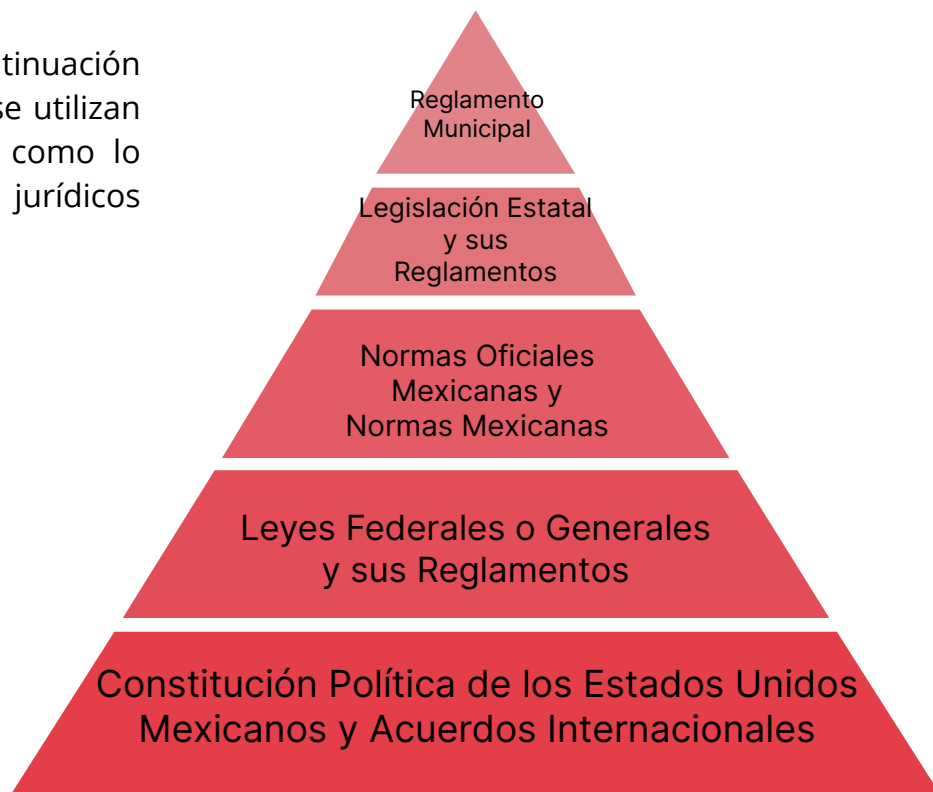 tinuación
se utilizan
como lo
jurídicos
Reglamento
Municipal
Legislación Estatal
y sus
Reglamentos
Normas Oficiales
Mexicanas y
Normas Mexicanas
Leyes Federales o Generales
y sus Reglamentos
Constitución Política de los Estados Unidos
Mexicanos y Acuerdos Internacionales